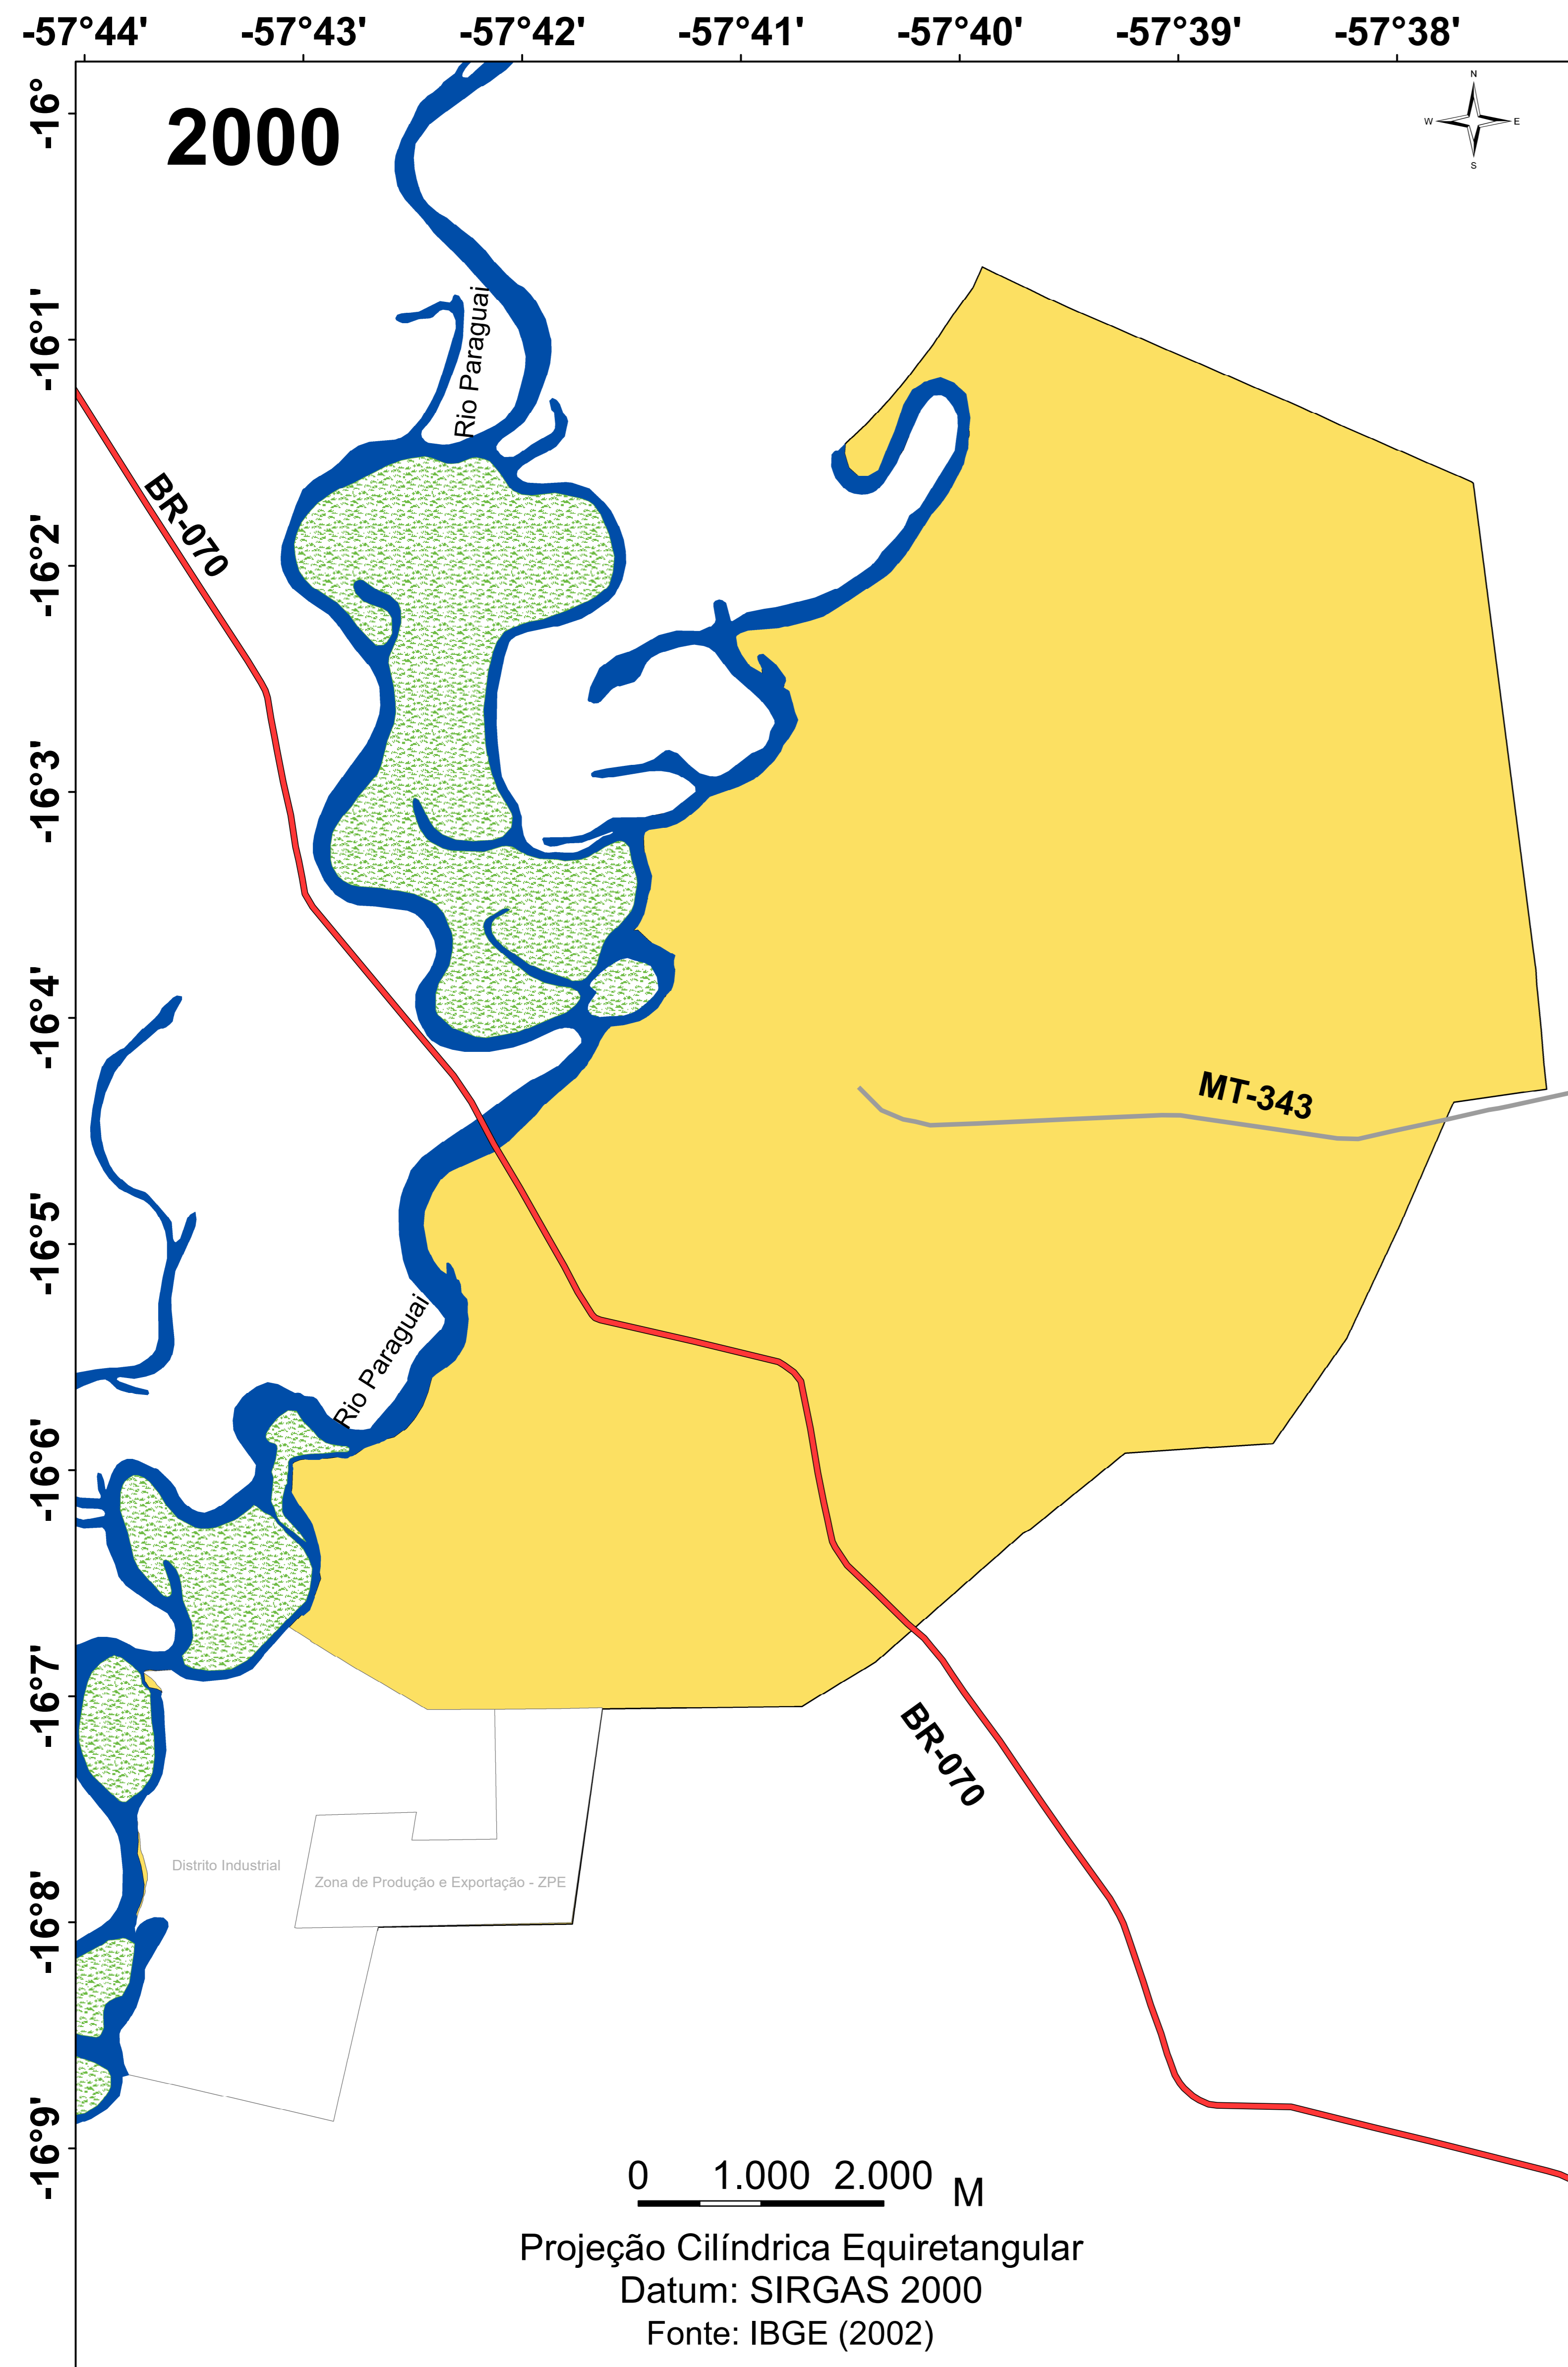 -57°44' -57°43' -57°42' -57°41' -57°40' -57°39' -57°38'
-16°
2000
N
W E
S
-16°1'
Rio Paraguai
BR-070
-16°2'
-16°3'
-16°4'
MT-343
-16°5'
Rio Paraguai
-16°6'
-16°7'
BR-070
Distrito Industrial
Zona de Produção e Exportação - ZPE
-16°8'
-16°9'
0 1.000 2.000 M
Projeção Cilíndrica Equiretangular
Datum: SIRGAS 2000
Fonte: IBGE (2002)